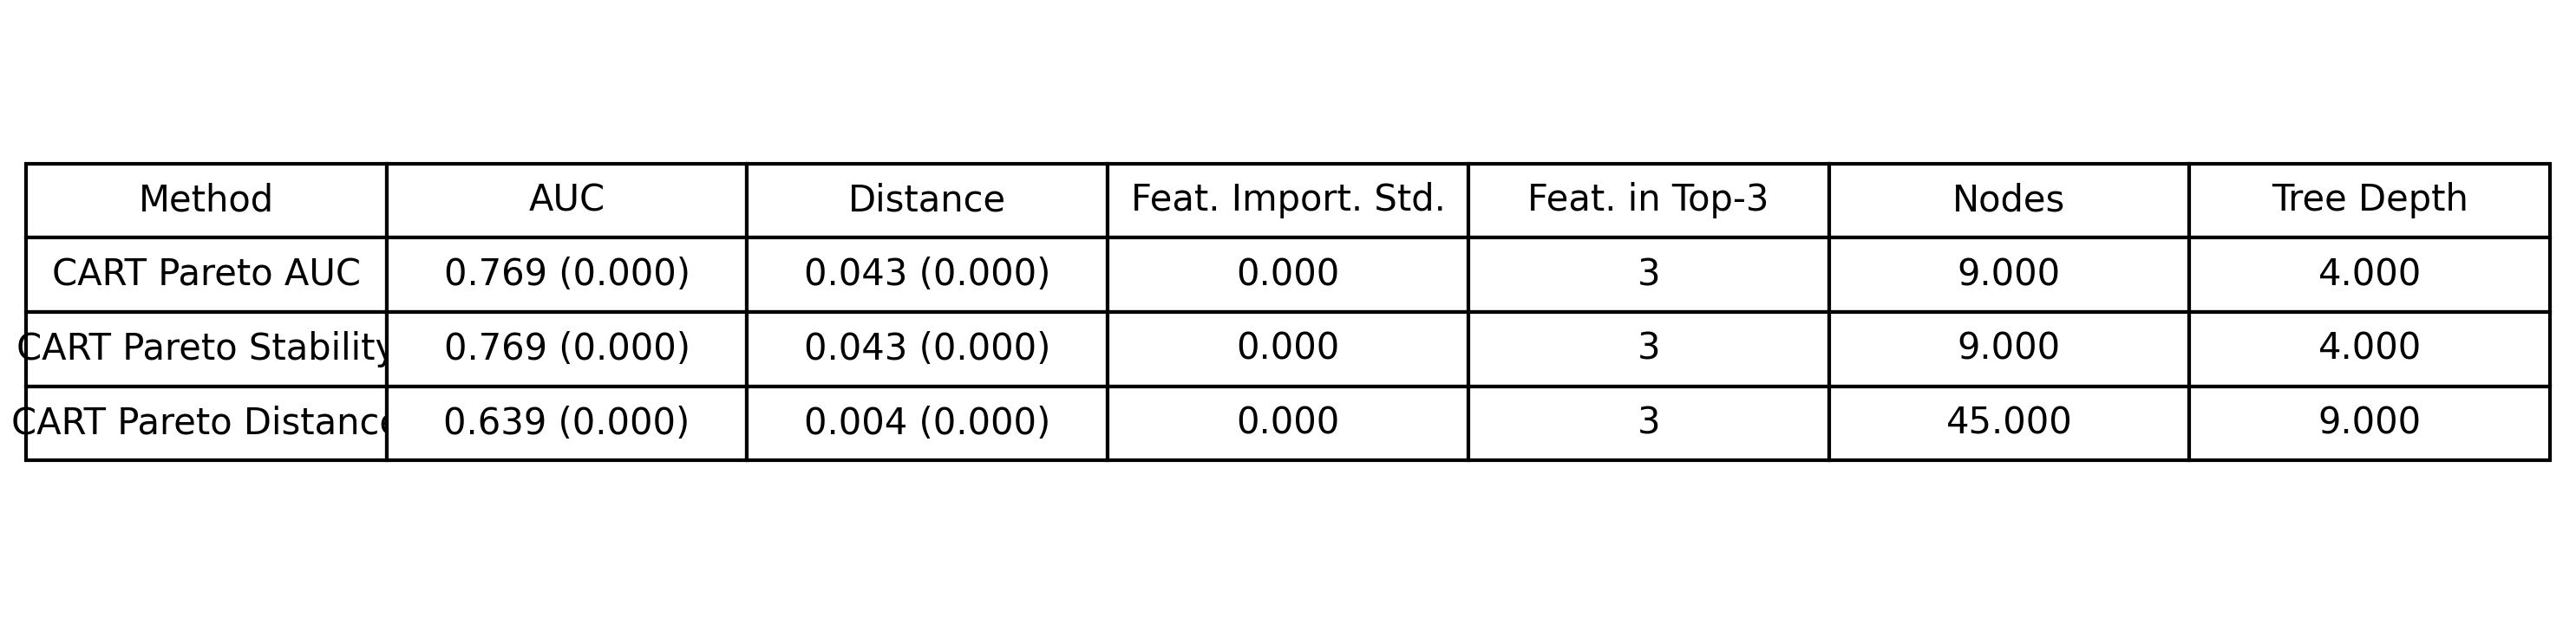 Method AUC Distance Feat. Import. Std. Feat. in Top-3 Nodes Tree Depth
CART Pareto AUC 0.769 (0.000) 0.043 (0.000) 0.000 3 9.000 4.000
CART Pareto Stability 0.769 (0.000) 0.043 (0.000) 0.000 3 9.000 4.000
CART Pareto Distance 0.639 (0.000) 0.004 (0.000) 0.000 3 45.000 9.000